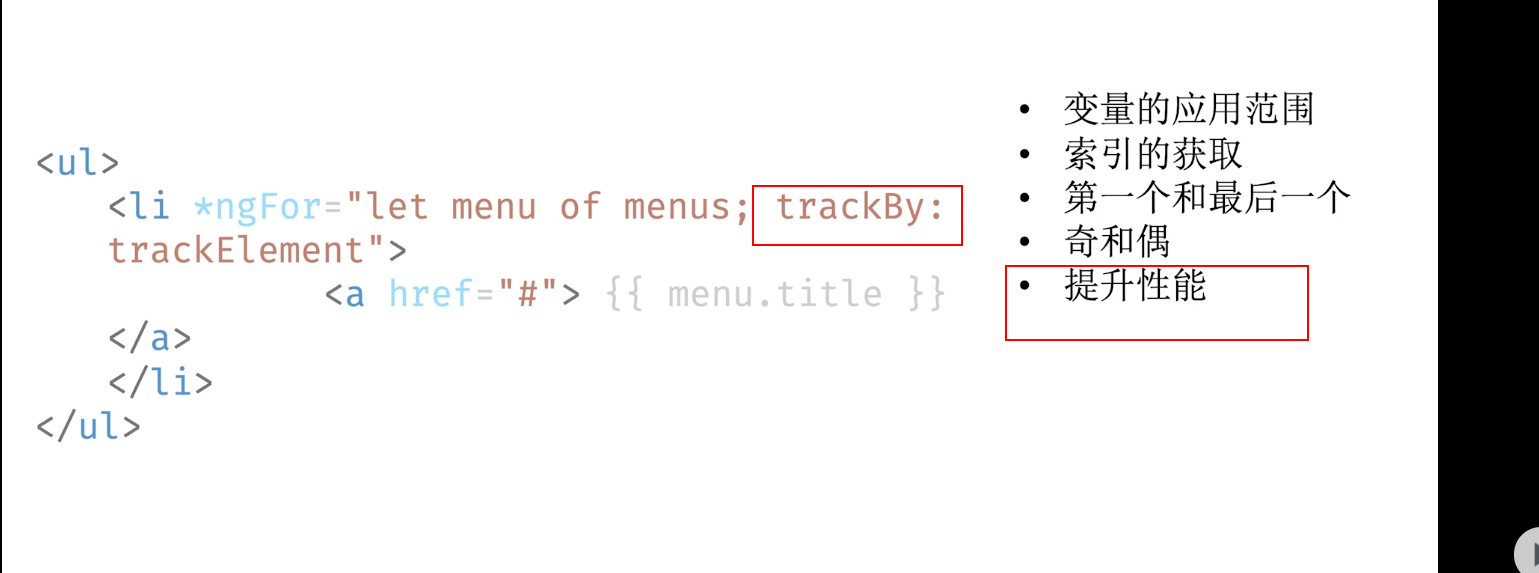 <ul>
<li *ngFor="let menu of menus; trackBy:
trackElement">
<a href="#"> {{ menu.title }}
</a>
</li>
</ul>
• 变量的应用范围
• 索引的获取
• 第一个和最后一个
• 奇和偶
• 提升性能